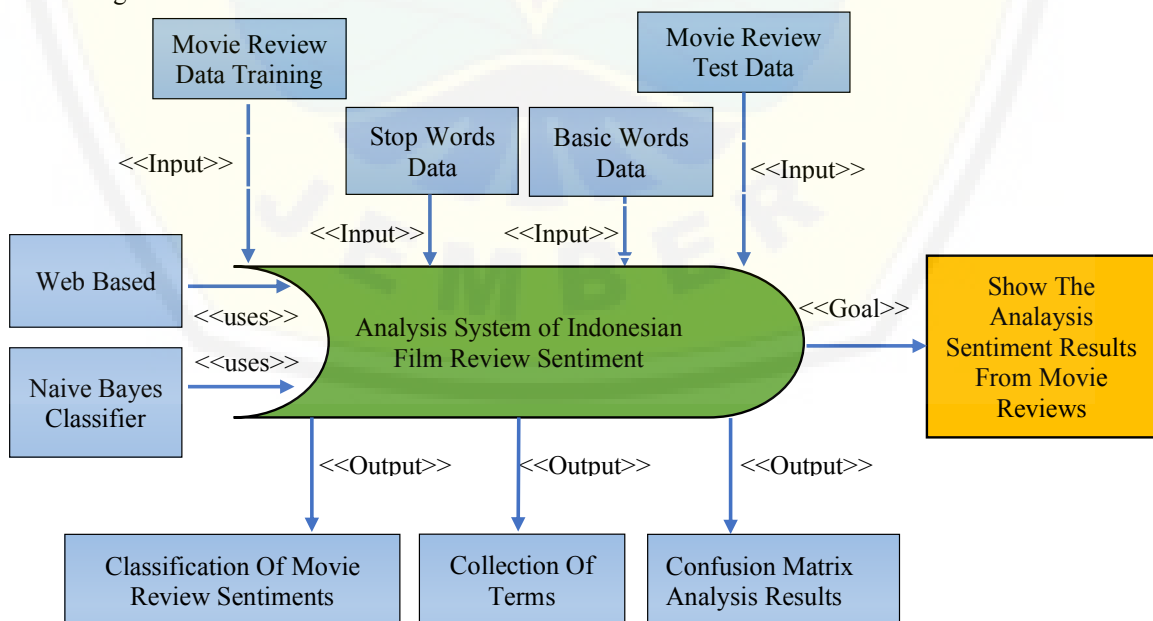 Movie Review
Data Training
Movie Review
Test Data
Stop Words
Data
Basic Words
Data
<<Input>>
<<Input>>
<<Input>>
<<Input>>
JEMBER
Web Based
<<uses>>
<<uses>>
Naive Bayes
Classifier
Analysis System of Indonesian
Film Review Sentiment
<<Goal>>
Show The
Analaysis
Sentiment Results
From Movie
Reviews
<<Output>>
<<Output>>
<<Output>>
Classification Of Movie
Review Sentiments
Collection Of
Terms
Confusion Matrix
Analysis Results